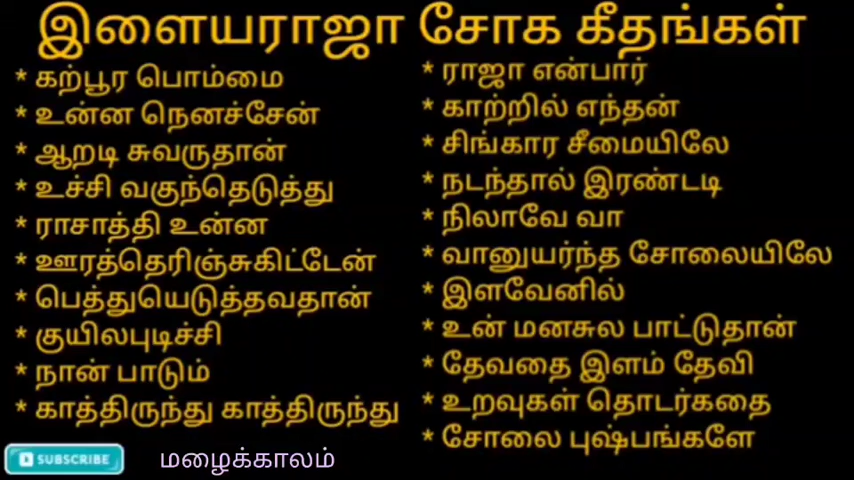 இளையராஜா சோக கீதங்கள்
* கற்பூர பொம்மை
* உன்ன நெனச்சேன்
* ஆறடி சுவருதான்
* உச்சி வகுந்தெடுத்து
* ராசாத்தி உன்ன
* ஊரத்தெரிஞ்சுகிட்டேன்
* பெத்துயெடுத்தவதான்
* குயிலபுடிச்சி
* நான் பாடும்
* காத்திருந்து காத்திருந்து
* ராஜா என்பார்
* காற்றில் எந்தன்
* சிங்கார சீமையிலே
* நடந்தால் இரண்டடி
* நிலாவே வா
* வானுயர்ந்த சோலையிலே
* இளவேனில்
* உன் மனசுல பாட்டுதான்
* தேவதை இளம் தேவி
* உறவுகள் தொடர்கதை
* சோலை புஷ்பங்களே
SUBSCRIBE
மழைக்காலம்